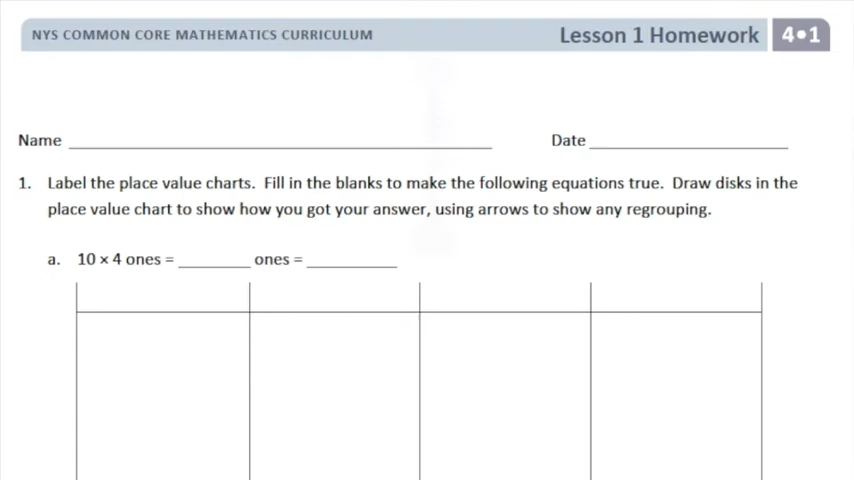 NYS COMMON CORE MATHEMATICS CURRICULUM Lesson 1 Homework 4•1
Name Date
1. Label the place value charts. Fill in the blanks to make the following equations true. Draw disks in the
place value chart to show how you got your answer, using arrows to show any regrouping.
a. 10 × 4 ones = ________ ones = __________